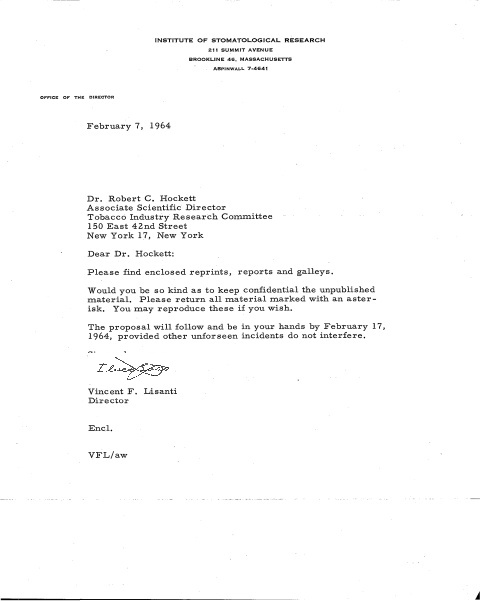 INSTITUTE OF STOMATOLOGICAL RESEARCH
211 SUMMIT AVENUE
BROOKLINE 46, MASSACHUSETTS
ASPINWALL 7-4641
OFFICE OF THE DIRECTOR
February 7, 1964
Dr. Robert C. Hockett
Associate Scientific Director
Tobacco Industry Research Committee
150 East 42nd Street
New York 17, New York
Dear Dr. Hockett:
Please find enclosed reprints, reports and galleys.
Would you be so kind as to keep confidential the unpublished
material. Please return all material marked with an aster-
isk. You may reproduce these if you wish.
The proposal will follow and be in your hands by February 17,
1964, provided other unforseen incidents do not interfere.
Vincent F. Lisanti
Director
Encl.
VFL/aw